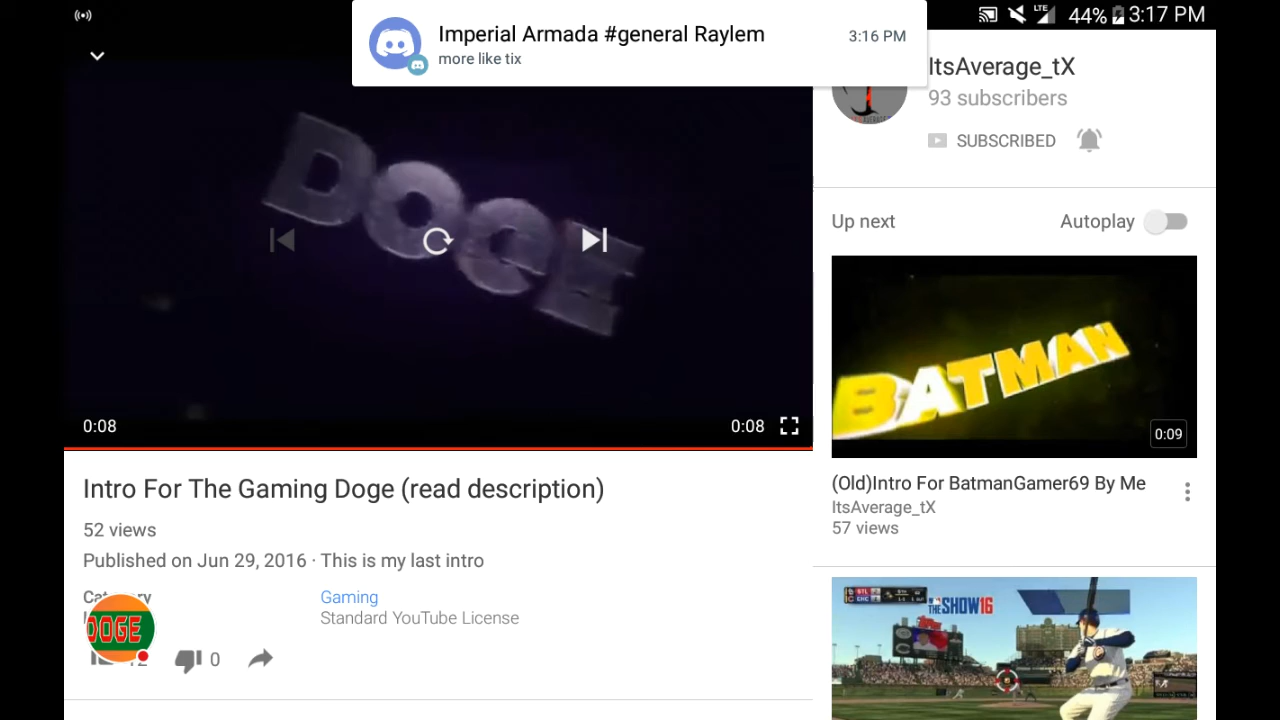 Imperial Armada #general Raylem
3:16 PM
more like tix
LTE
44%
3:17 PM
DOGE
0:08
0:08
Intro For The Gaming Doge (read description)
52 views
Published on Jun 29, 2016 · This is my last intro
Gaming
Standard YouTube License
DOGE
12
0
ItsAverage_tX
93 subscribers
SUBSCRIBED
Up next
Autoplay
BATMAN
0:09
(Old)Intro For BatmanGamer69 By Me
ItsAverage_tX
57 views
THE SHOW16